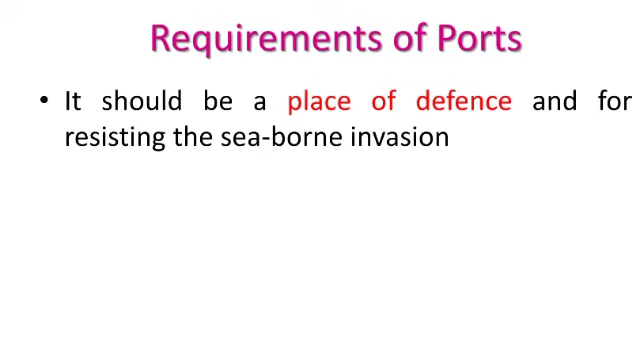 Requirements of Ports
• It should be a place of defence and for
resisting the sea-borne invasion